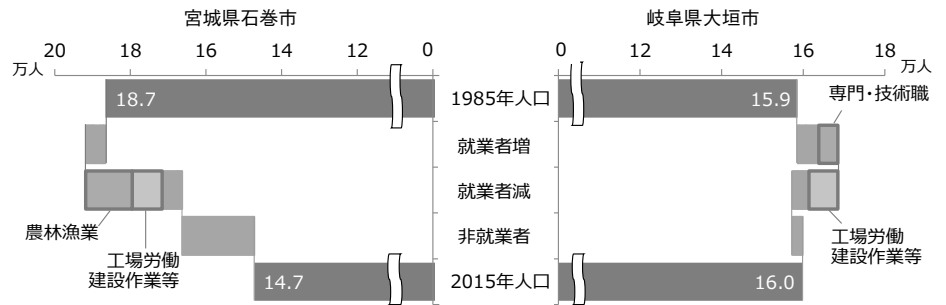 宮城県石巻市
岐阜県大垣市
20 18 16 14 12 0
万人
0 12 14 16 18
万人
18.7
1985年人口
15.9
専門・技術職
就業者増
就業者減
農林漁業
工場労働
建設作業等
非就業者
工場労働
建設作業等
14.7
2015年人口
16.0